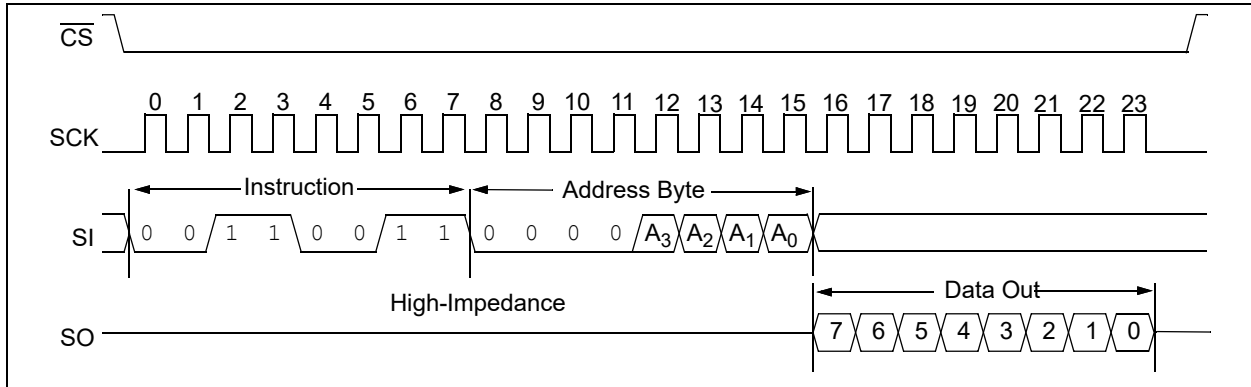 CS
0 1 2 3 4 5 6 7 8 9 10 11 12 13 14 15 16 17 18 19 20 21 22 23
SCK
Instruction Address Byte
SI 0 0 1 1 0 0 1 1 0 0 0 0 A3 A2 A1 A0
High-Impedance Data Out
SO 7 6 5 4 3 2 1 0